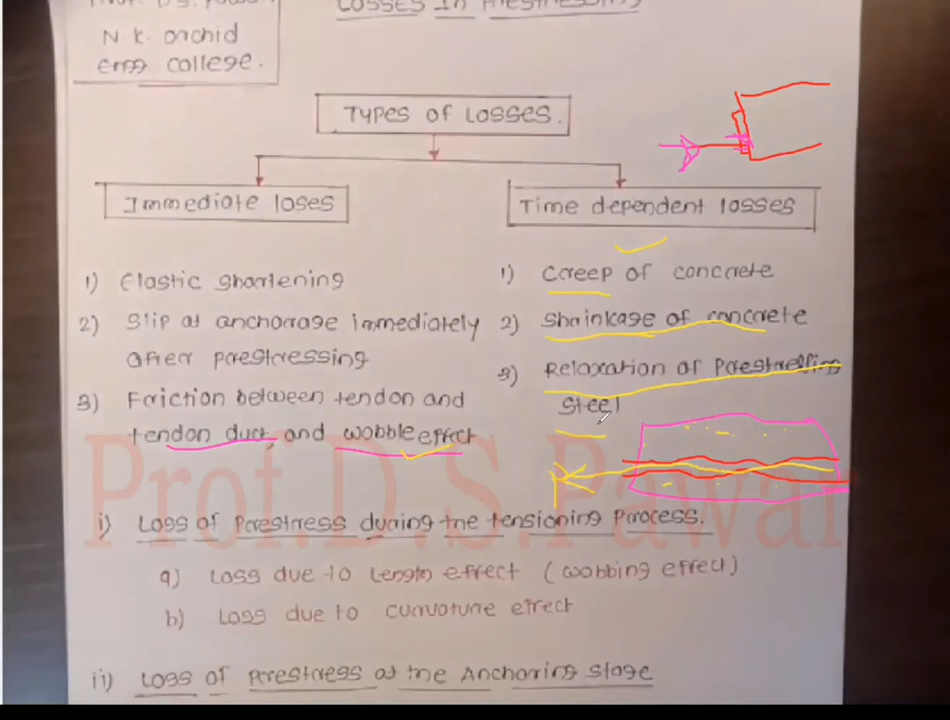 Losses In Prestressing
N K. orchid
engg college.
Types of Losses.
Immediate loses
Time dependent losses
1) Elastic shortening
2) Slip at anchorage immediately
after prestressing
3) Friction between tendon and
tendon duct, and wobble effect
1) Creep of concrete
2) Shrinkage of concrete
3) Relaxation of Prestressing
Steel
Prof.D.S.Pawar
i) Loss of Prestress during the tensioning Process.
a) Loss due to Length effect (wobbing effect)
b) Loss due to curvature effect
ii) Loss of Prestress at the Anchoring stage